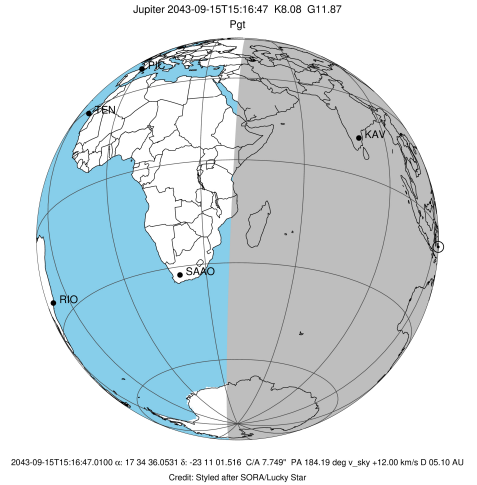 Jupiter 2043-09-15T15:16:47 K8.08 G11.87
Pgt
PIC
TEN
KAV
SAAO
RIO
2043-09-15T15:16:47.0100 α: 17 34 36.0531 δ: -23 11 01.516 C/A 7.749" PA 184.19 deg v_sky +12.00 km/s D 05.10 AU
Credit: Styled after SORA/Lucky Star